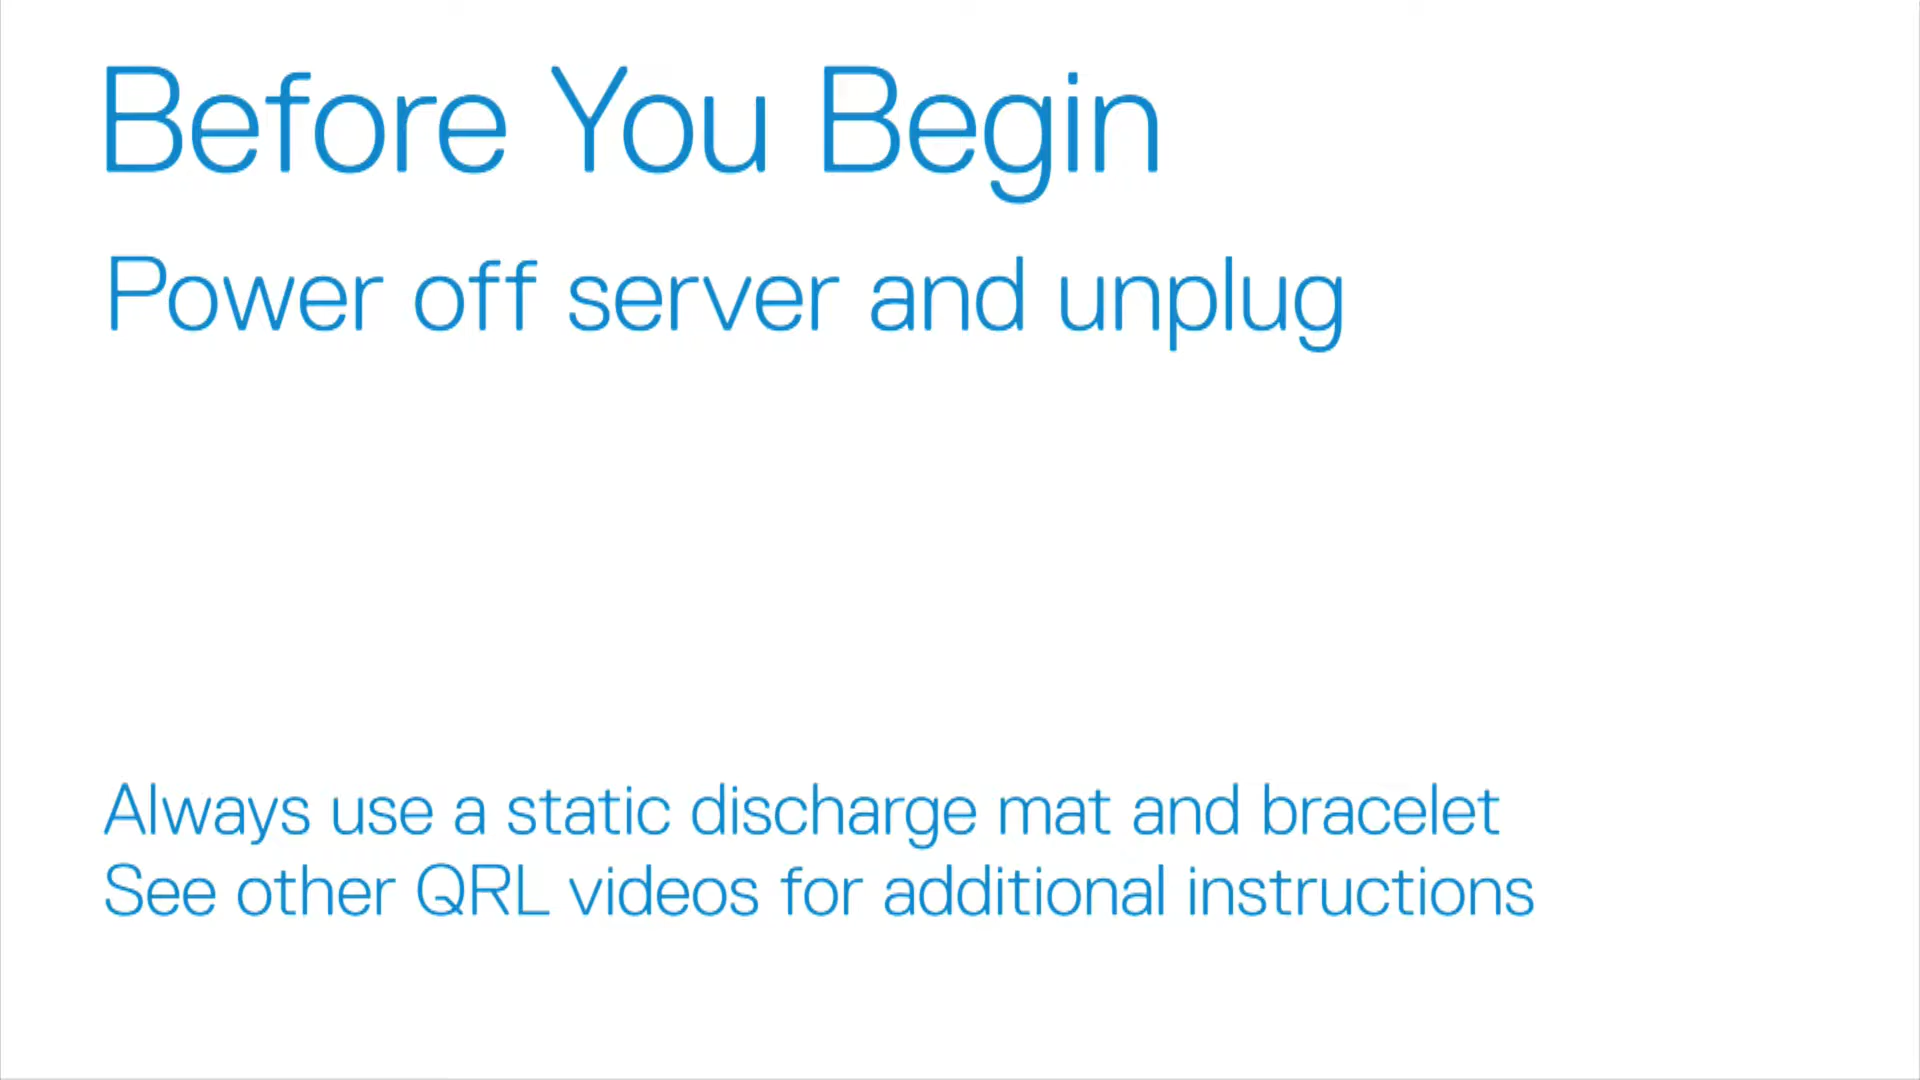 Before You Begin
Power off server and unplug
Always use a static discharge mat and bracelet
See other QRL videos for additional instructions